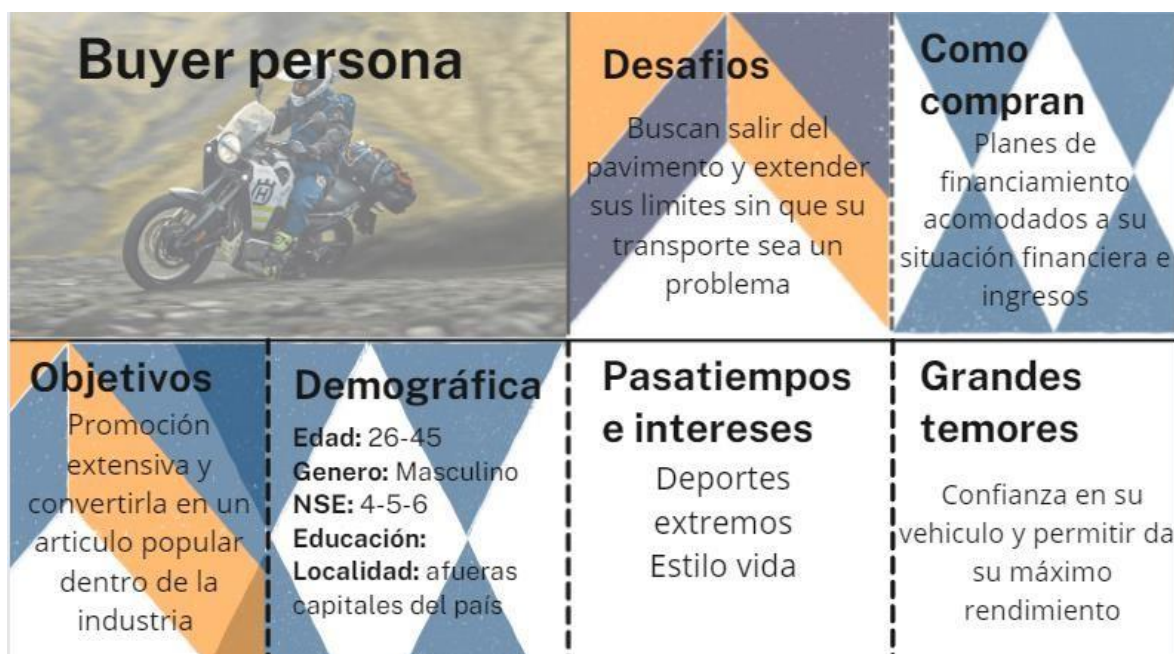 Buyer persona
Desafios
Buscan salir del
pavimento y extender
sus limites sin que su
transporte sea un
problema
Como
compran
Planes de
financiamiento
acomodados a su
situación financiera e
ingresos
Objetivos
Promoción
extensiva y
convertirla en un
articulo popular
dentro de la
industria
Demográfica
Edad: 26-45
Genero: Masculino
NSE: 4-5-6
Educación:
Localidad: afueras
capitales del país
Pasatiempos
e intereses
Deportes
extremos
Estilo vida
Grandes
temores
Confianza en su
vehiculo y permitir da
su máximo
rendimiento